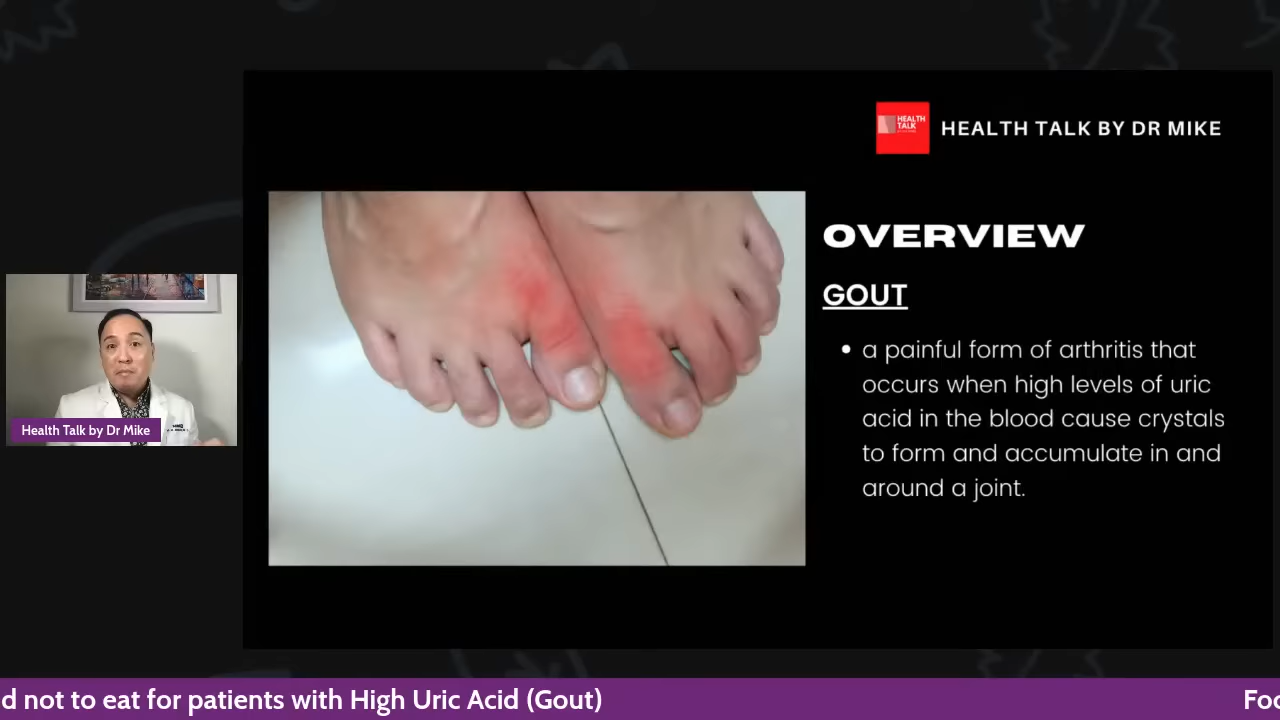 HEALTH
TALK
HEALTH TALK BY DR MIKE
OVERVIEW
GOUT
• a painful form of arthritis that
occurs when high levels of uric
acid in the blood cause crystals
to form and accumulate in and
around a joint.
Health Talk by Dr Mike
d not to eat for patients with High Uric Acid (Gout)
Foo